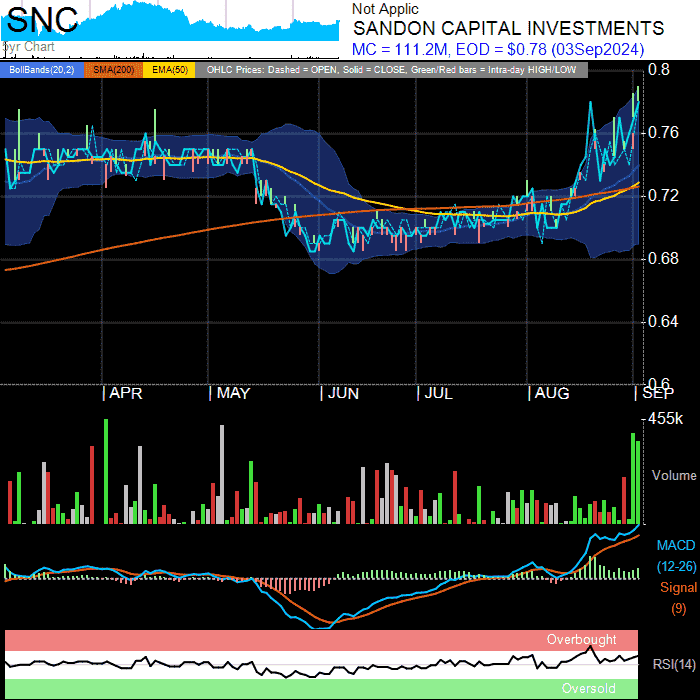 SNC
5yr Chart
Not Applic
SANDON CAPITAL INVESTMENTS
MC = 111.2M, EOD = $0.78 (03Sep2024)
BollBands(20,2) SMA(200) EMA(50) OHLC Prices: Dashed = OPEN, Solid = CLOSE, Green/Red bars = Intra-day HIGH/LOW
0.8
0.76
0.72
0.68
0.64
0.6
APR MAY JUN JUL AUG SEP
455k
Volume
MACD
(12-26)
Signal
(9)
Overbought
RSI(14)
Oversold